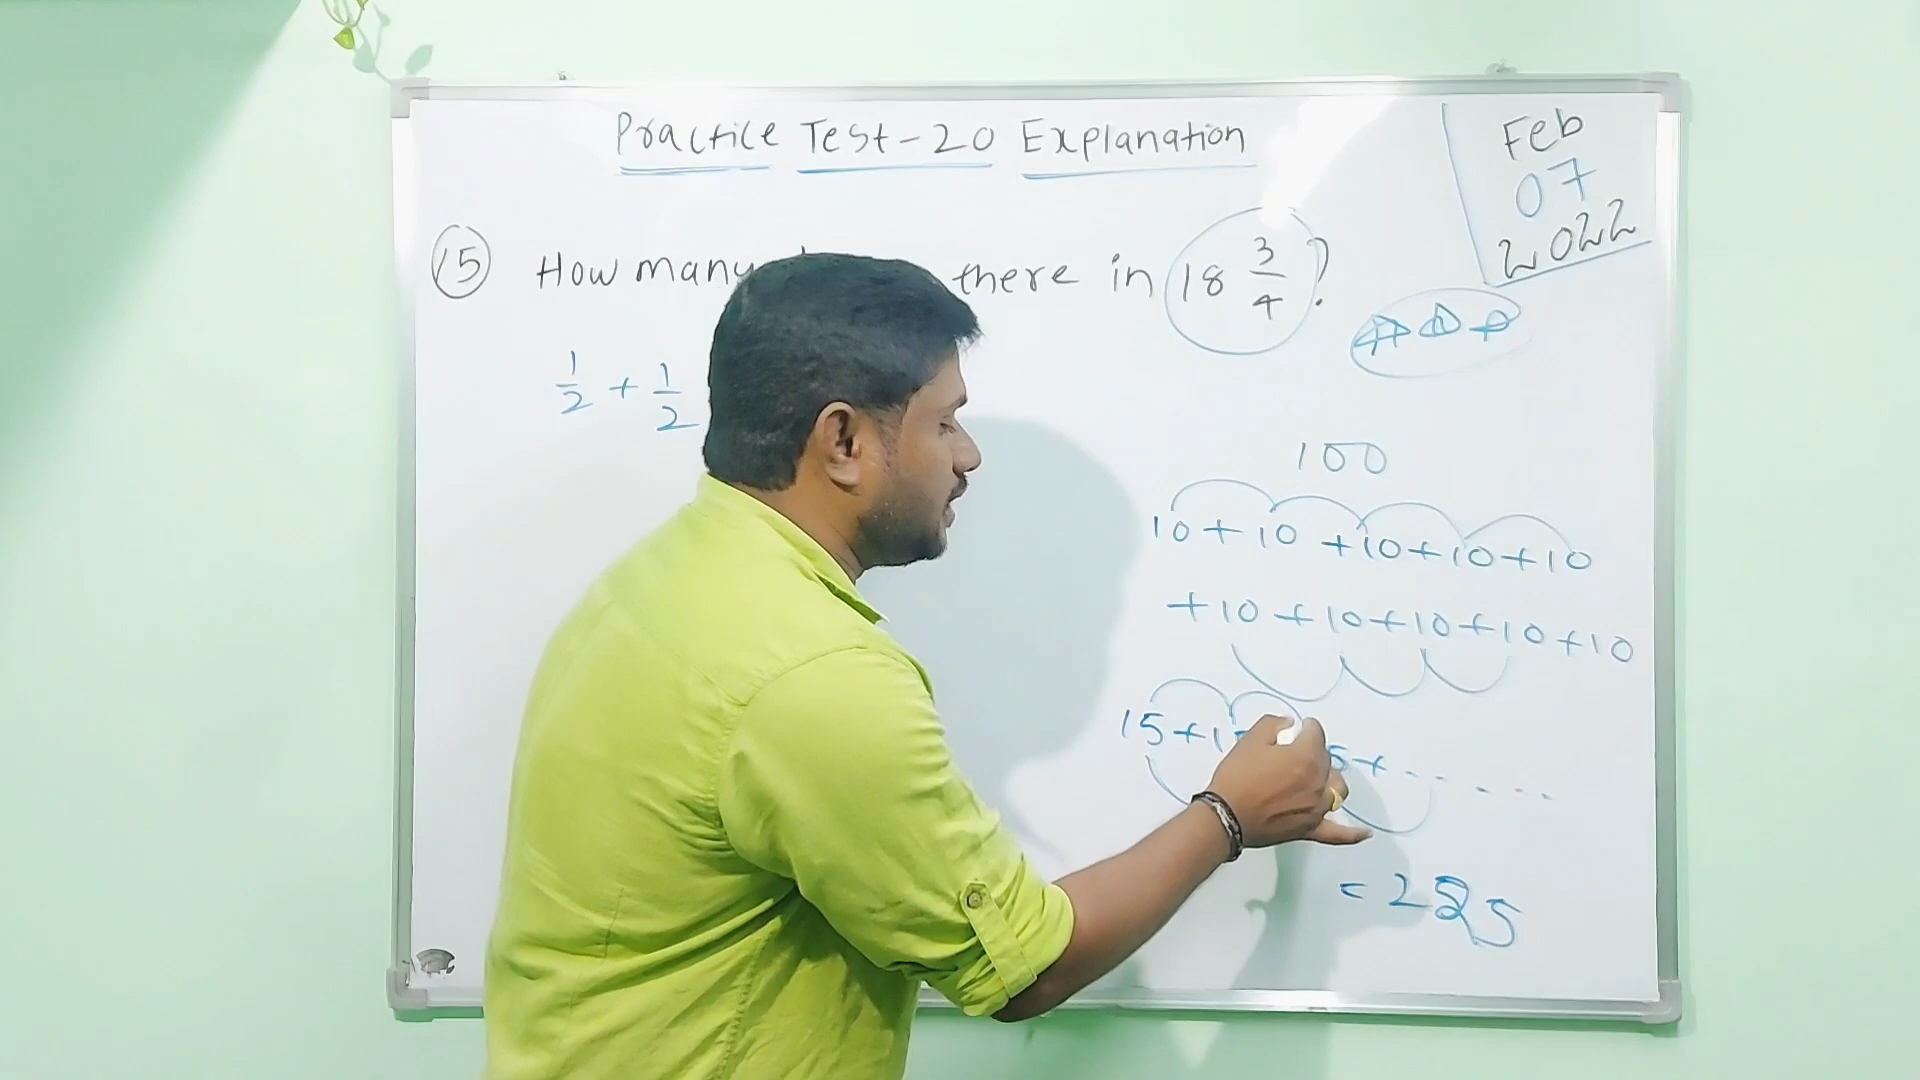 Practice Test-20 Explanation
Feb
07
2022
15 How many there in 18 3/4 ?
1/2 + 1/2
100
10 + 10 + 10 + 10 + 10
+ 10 + 10 + 10 + 10 + 10
15 + 15 + ......
= 225